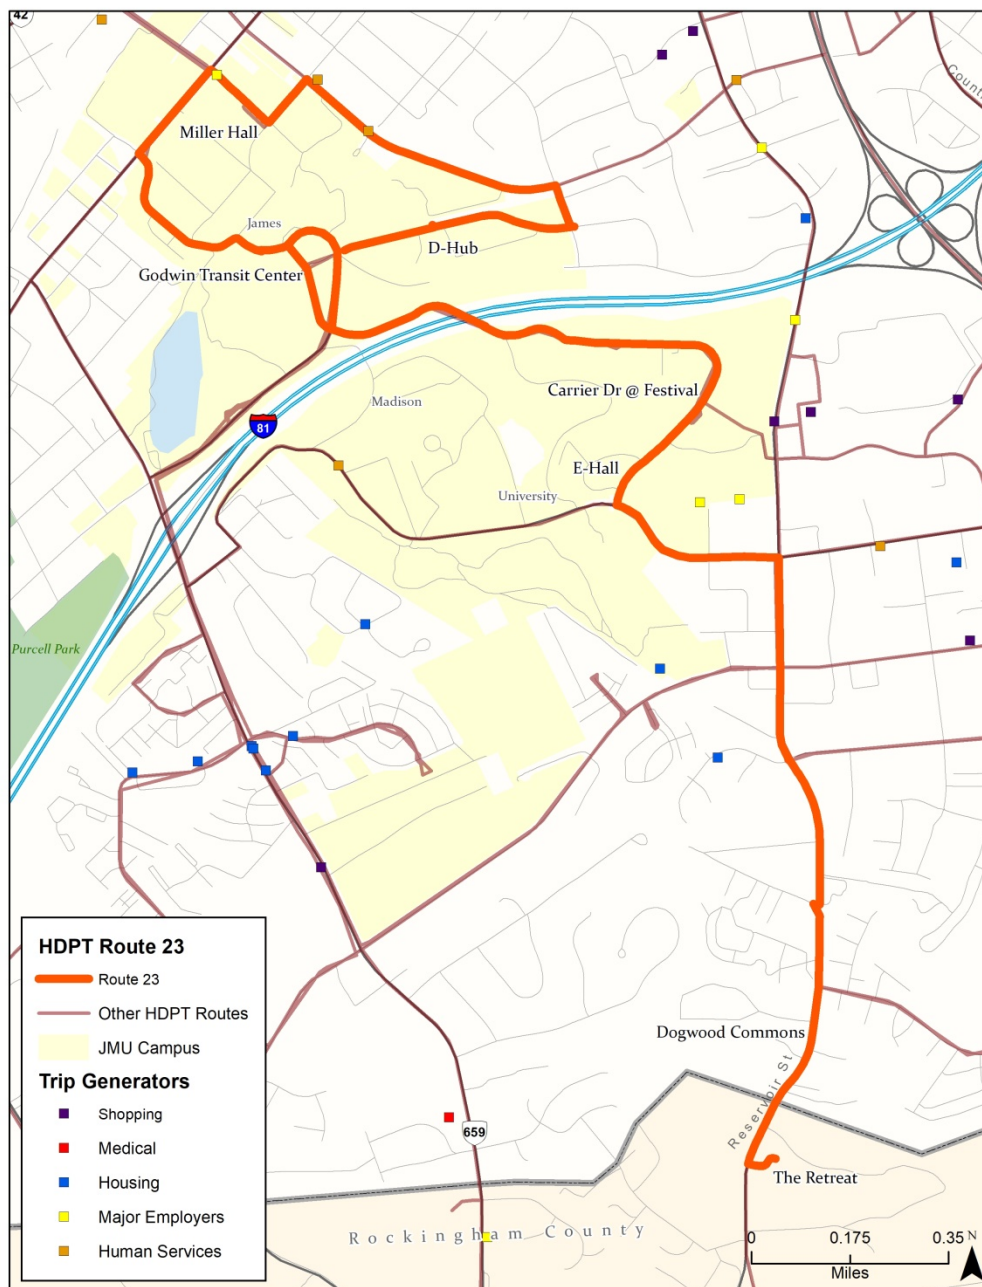 42
Count
Miller Hall
James
D-Hub
Godwin Transit Center
Carrier Dr @ Festival
Madison
81
E-Hall
University
Purcell Park
HDPT Route 23
Route 23
Other HDPT Routes
JMU Campus
Trip Generators
Shopping
Medical
Housing
Major Employers
Human Services
Dogwood Commons
Reservoir St
659
The Retreat
Rockingham County
0 0.175 0.35
Miles
N